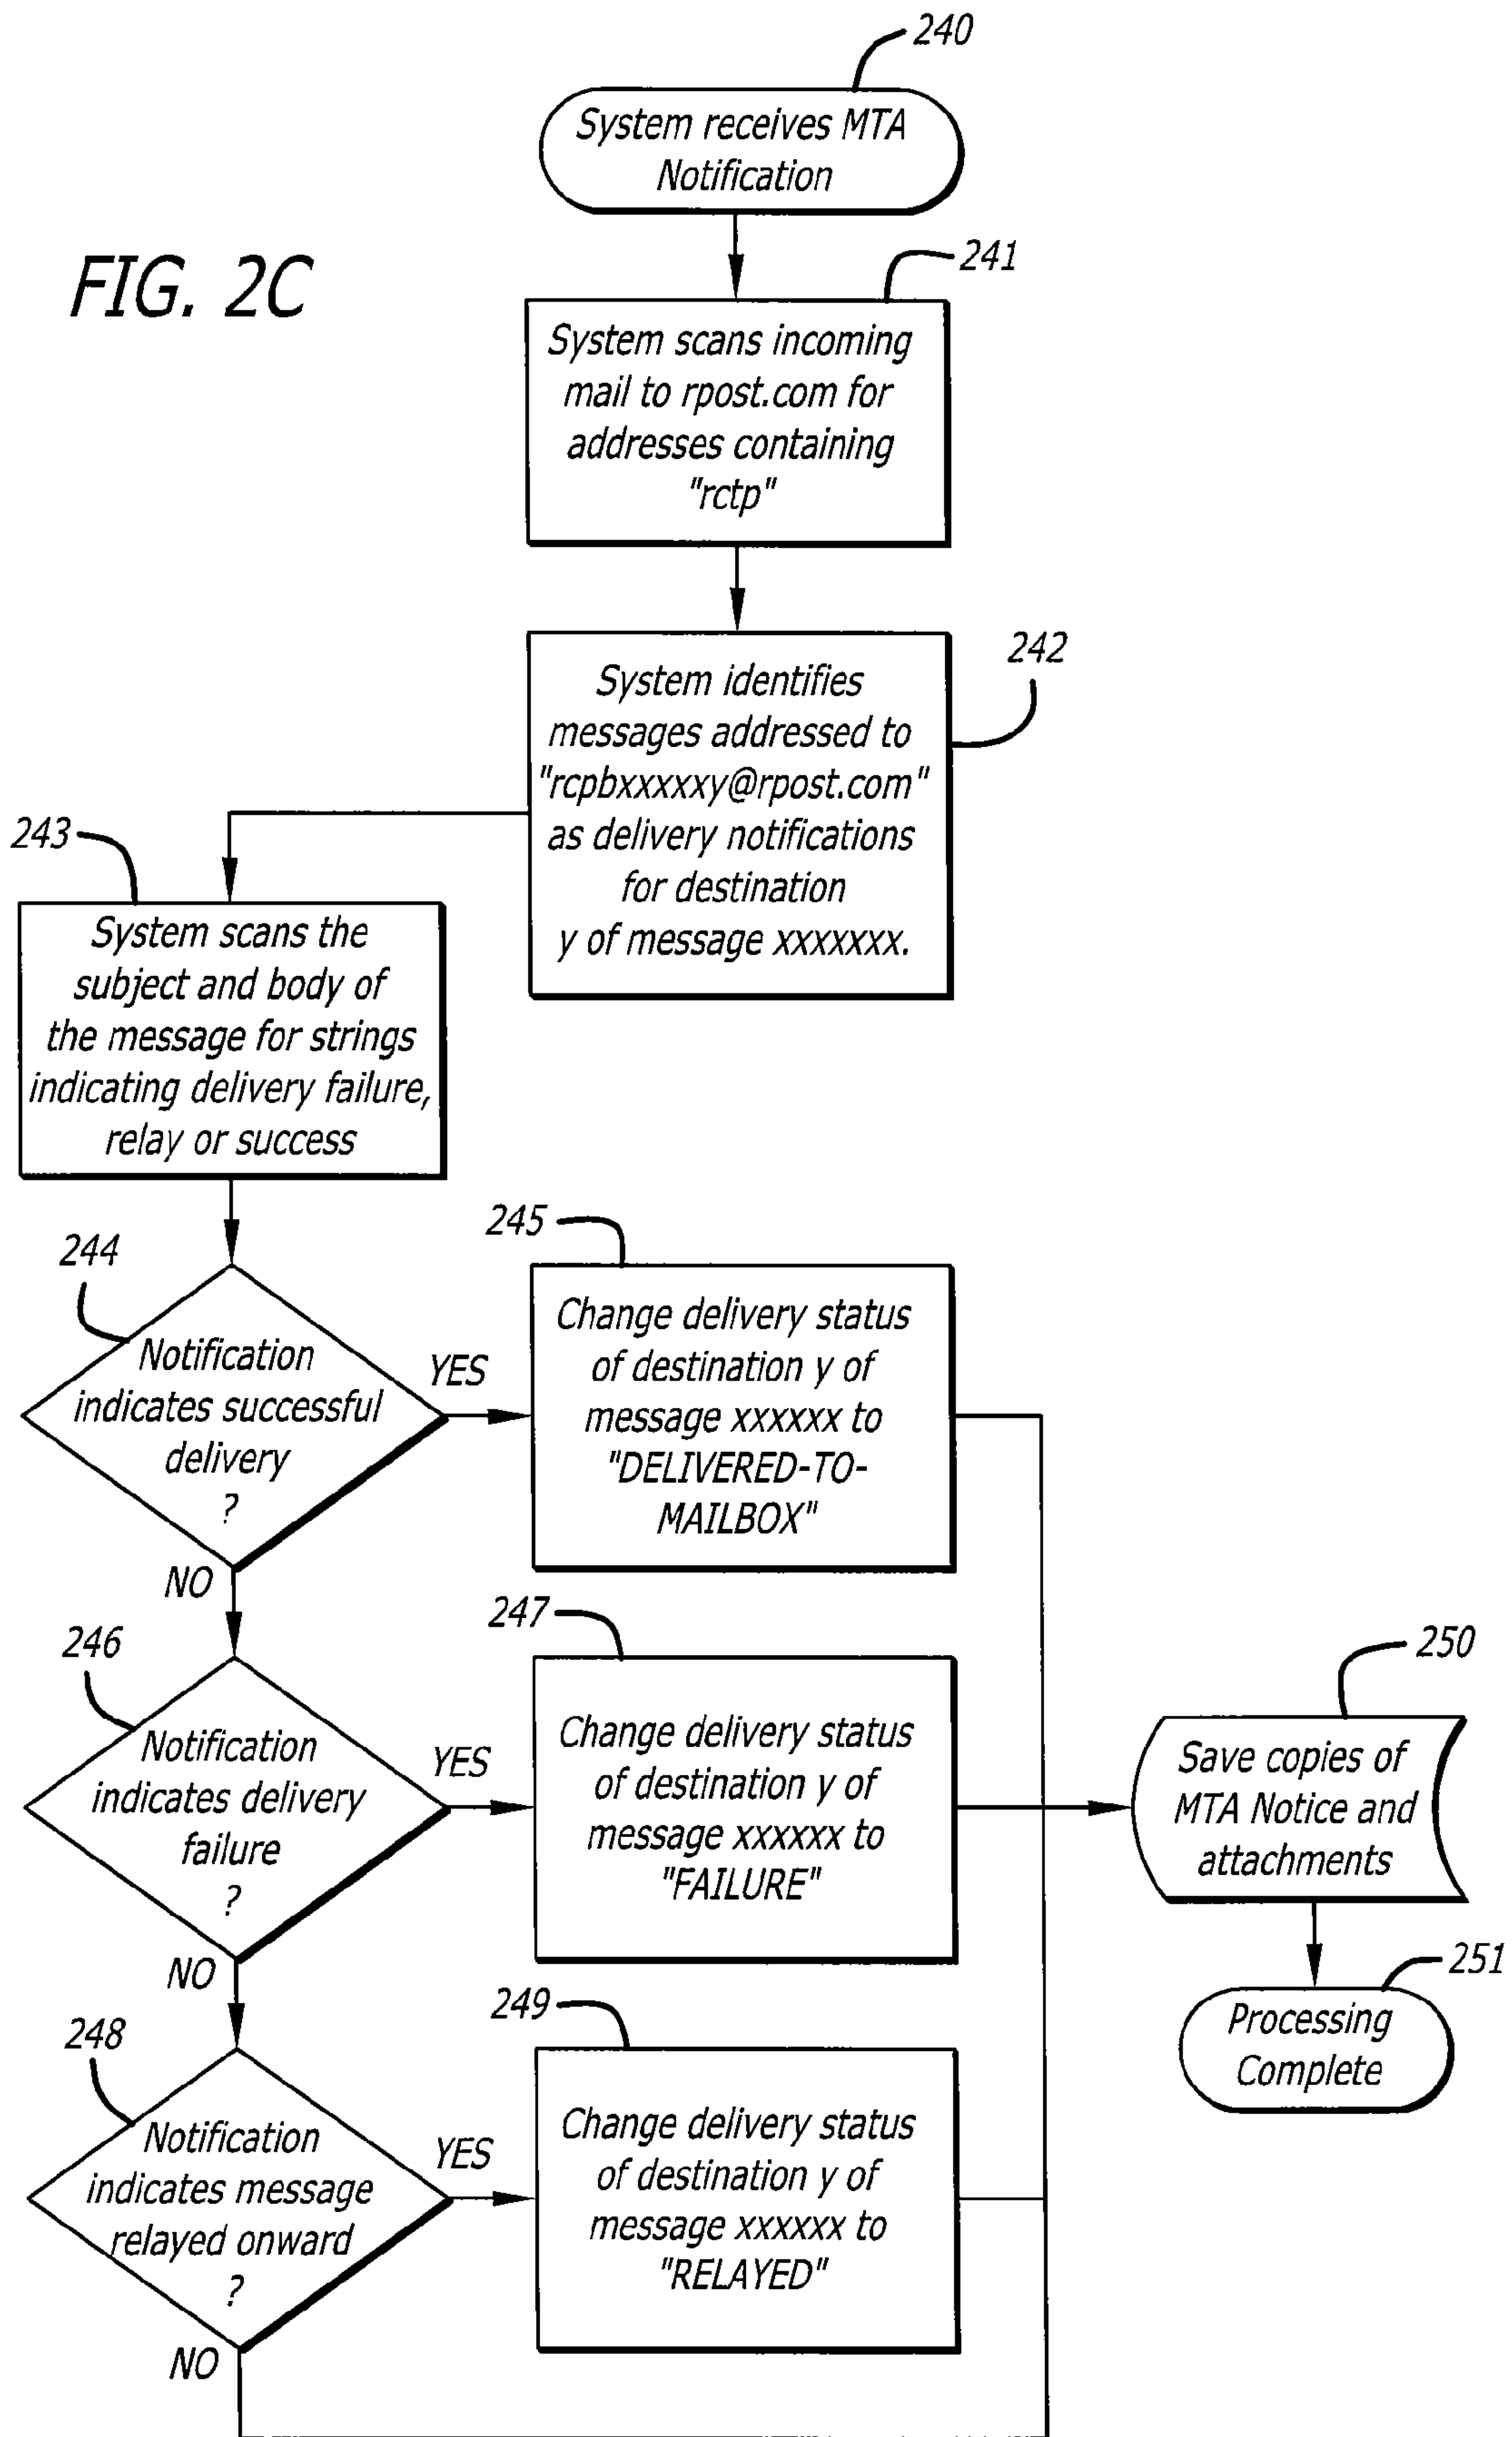 240
System receives MTA
Notification
FIG. 2C
241
System scans incoming
mail to rpost.com for
addresses containing
"rctp"
242
System identifies
messages addressed to
"rcpbxxxxxy@rpost.com"
as delivery notifications
for destination
y of message xxxxxxx.
243
System scans the
subject and body of
the message for strings
indicating delivery failure,
relay or success
244
Notification
indicates successful
delivery
?
YES
NO
245
Change delivery status
of destination y of
message xxxxxx to
"DELIVERED-TO-
MAILBOX"
246
Notification
indicates delivery
failure
?
YES
NO
247
Change delivery status
of destination y of
message xxxxxx to
"FAILURE"
248
Notification
indicates message
relayed onward
?
YES
NO
249
Change delivery status
of destination y of
message xxxxxx to
"RELAYED"
250
Save copies of
MTA Notice and
attachments
251
Processing
Complete